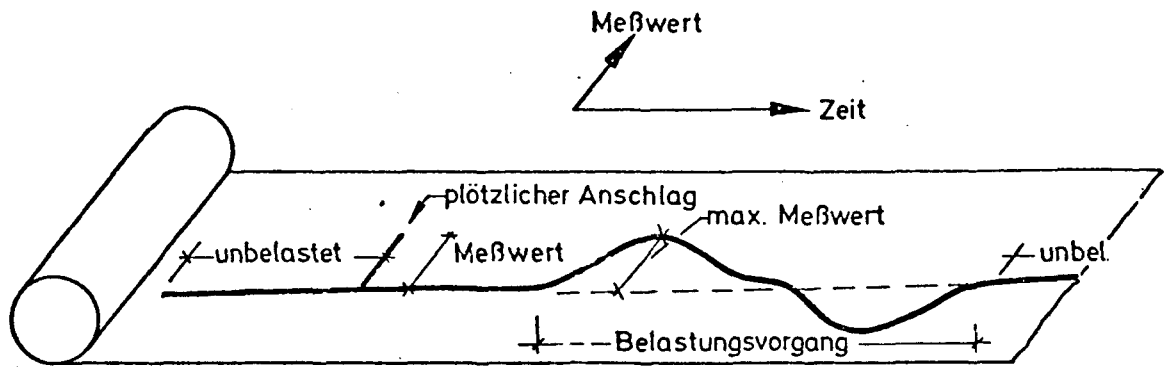 Meßwert
Zeit
plötzlicher Anschlag
max. Meßwert
unbelastet
Meßwert
unbel.
Belastungsvorgang